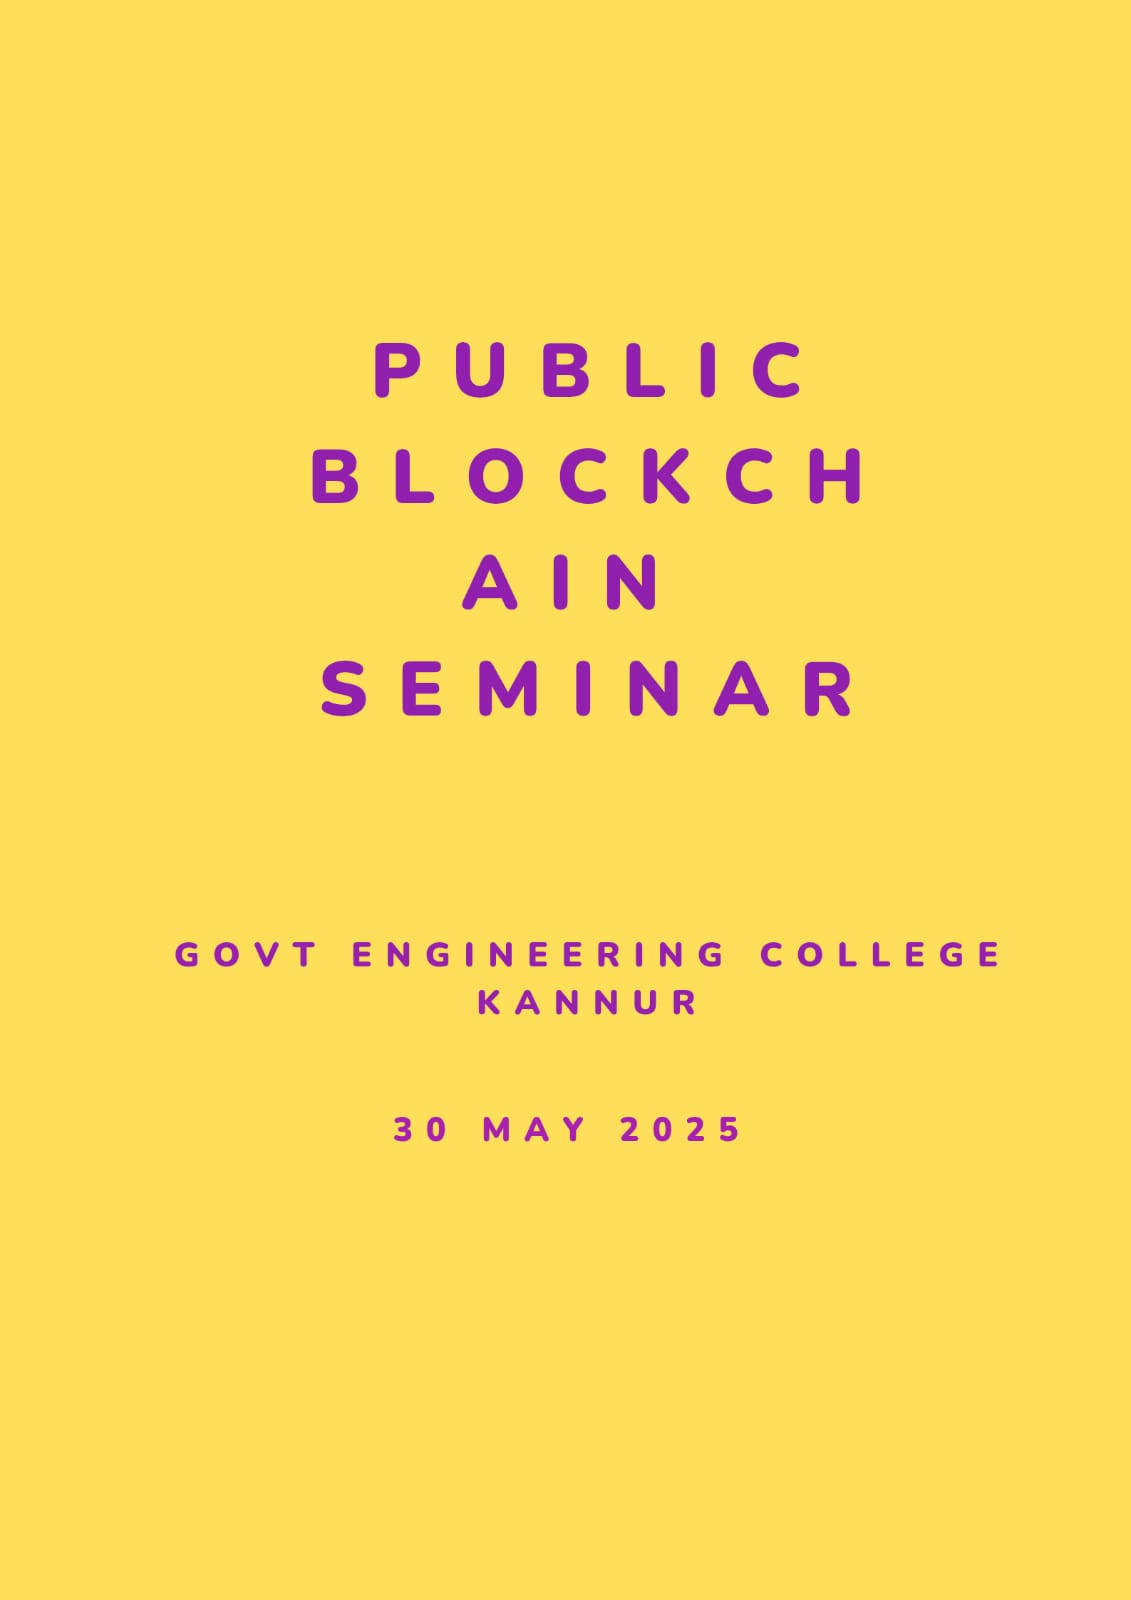 PUBLIC
BLOCKCH
AIN
SEMINAR
GOVT ENGINEERING COLLEGE
KANNUR
30 MAY 2025